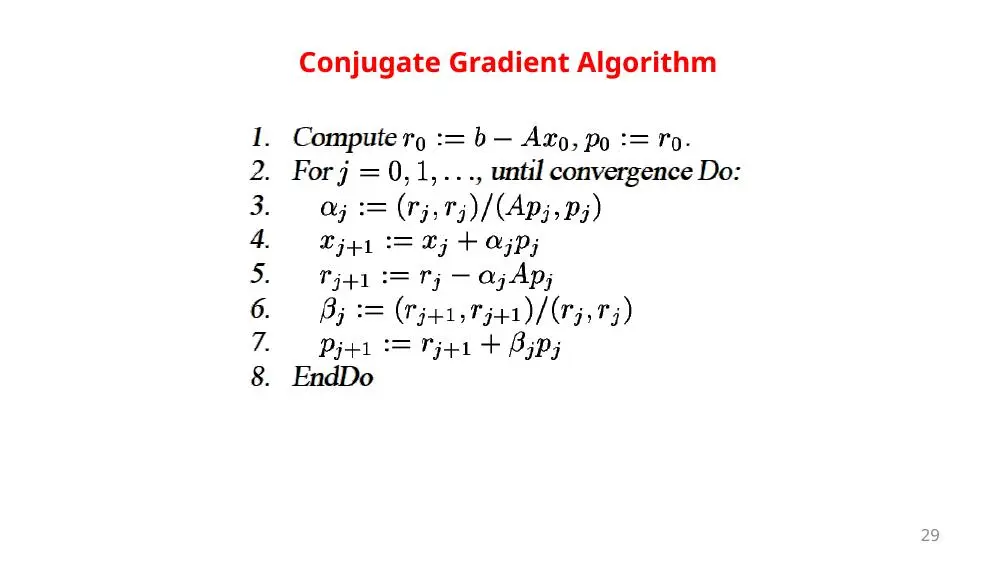 Conjugate Gradient Algorithm
1. Compute r₀ := b − Ax₀, p₀ := r₀.
2. For j = 0, 1, . . ., until convergence Do:
3. αⱼ := (rⱼ, rⱼ)/(Apⱼ, pⱼ)
4. xⱼ₊₁ := xⱼ + αⱼpⱼ
5. rⱼ₊₁ := rⱼ − αⱼApⱼ
6. βⱼ := (rⱼ₊₁, rⱼ₊₁)/(rⱼ, rⱼ)
7. pⱼ₊₁ := rⱼ₊₁ + βⱼpⱼ
8. EndDo
29